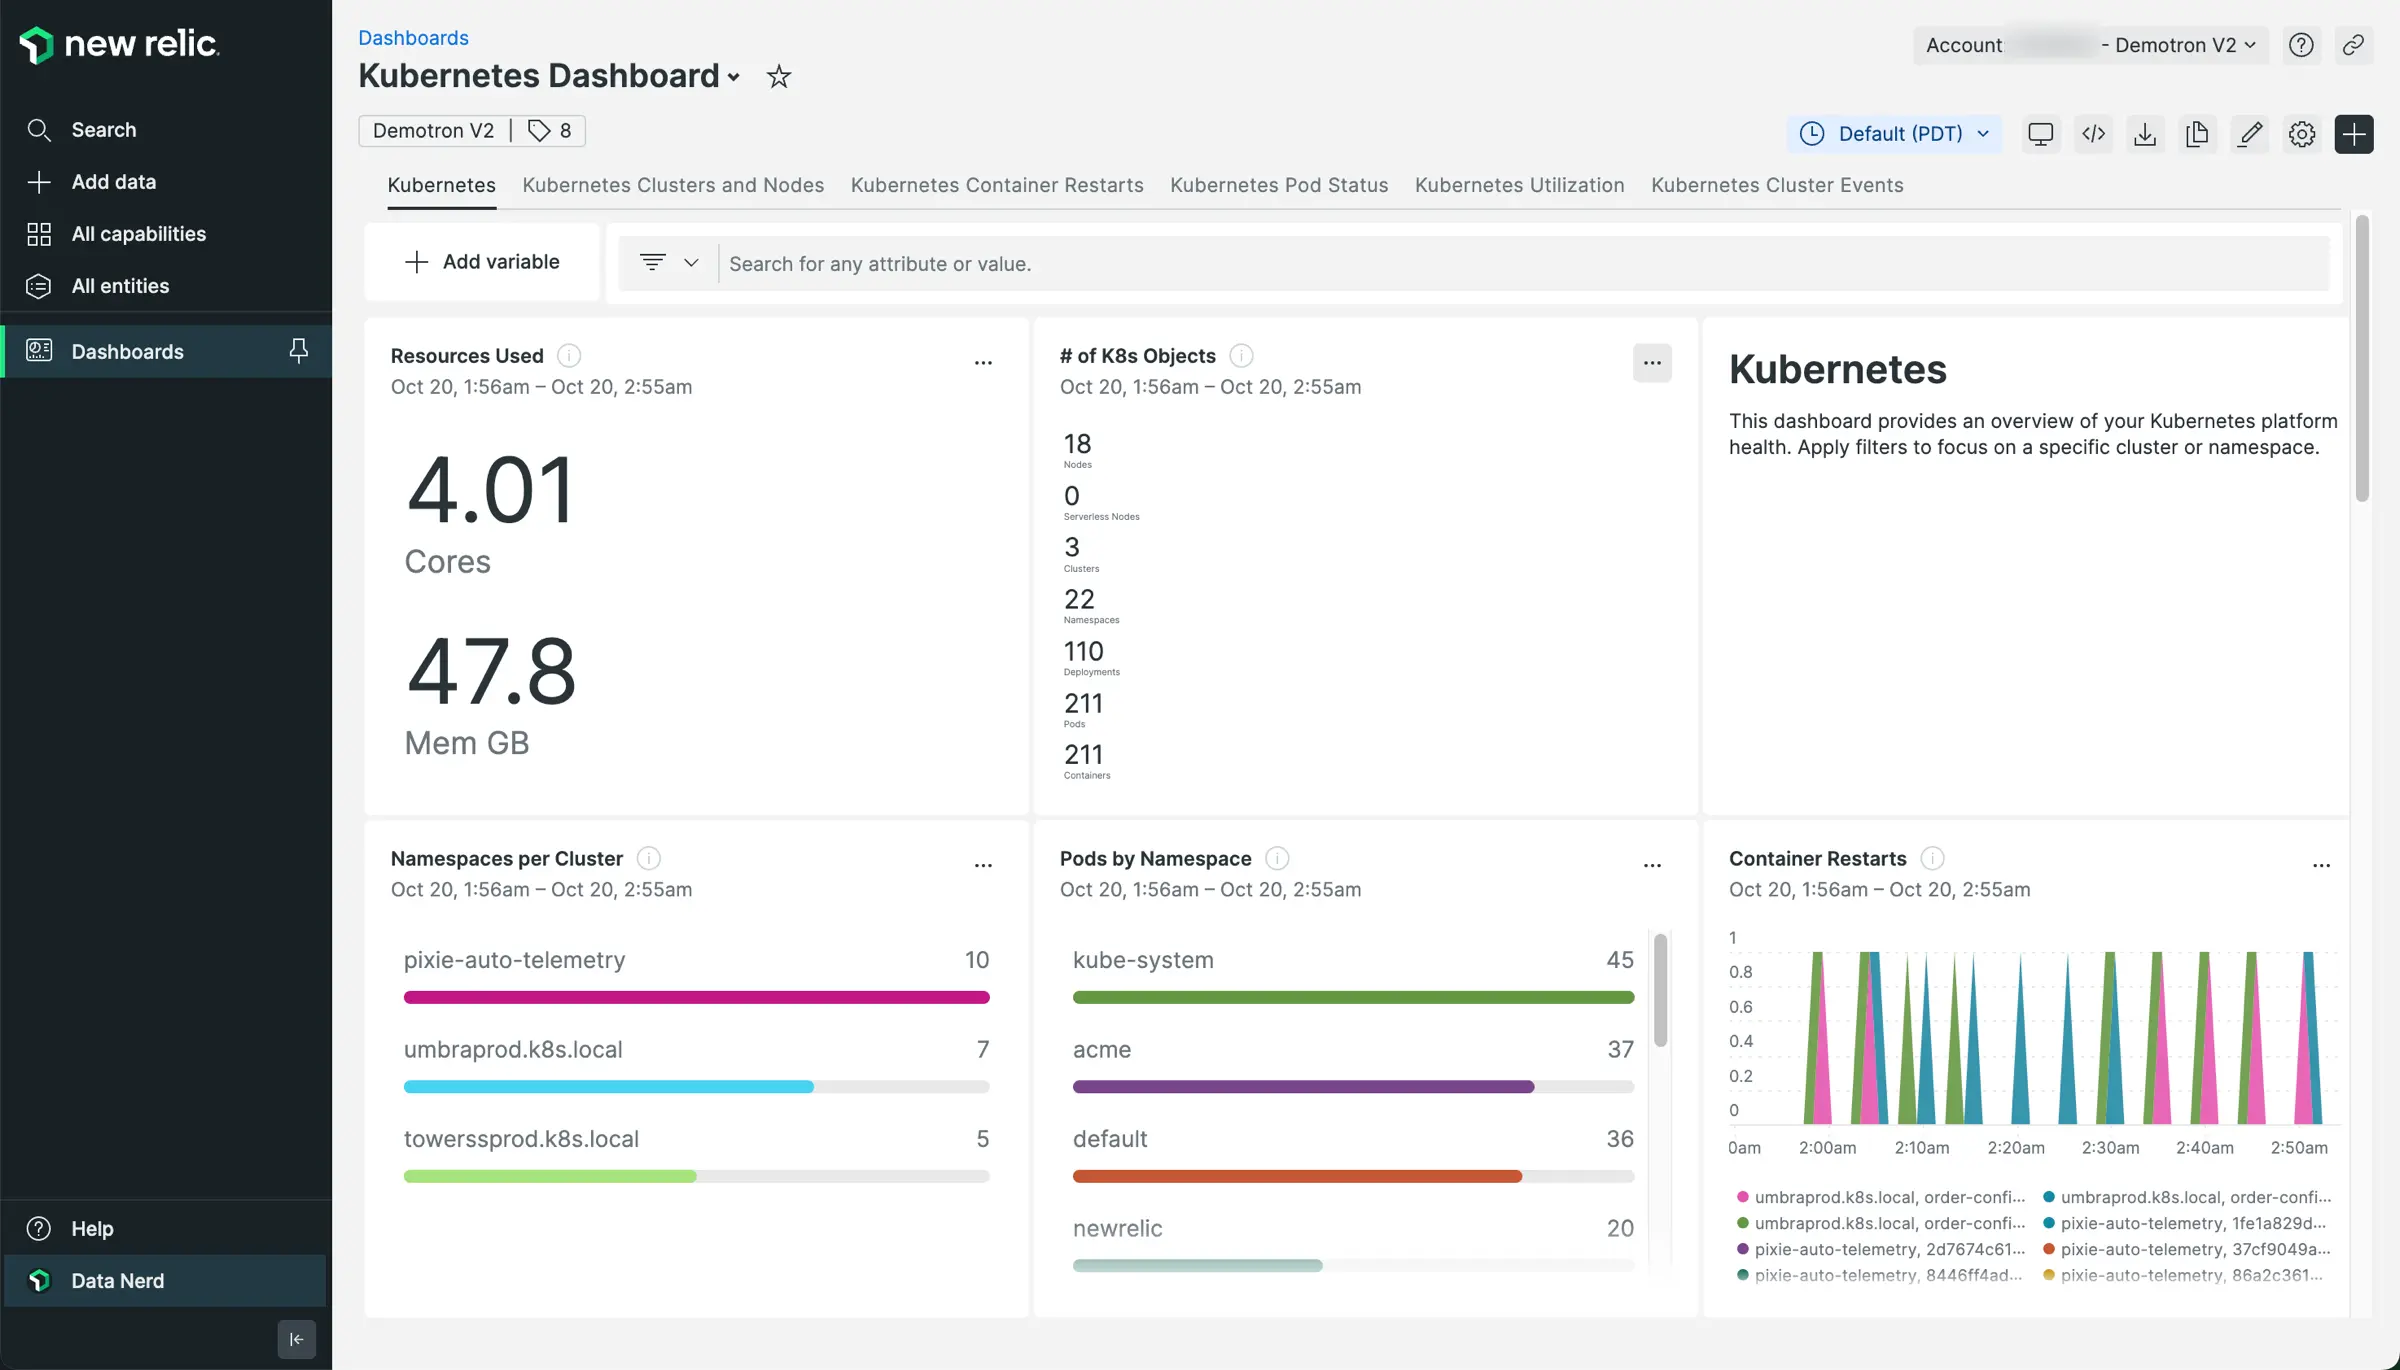 new relic.
Search
Add data
All capabilities
All entities
Dashboards
Help
Data Nerd
Dashboards
Kubernetes Dashboard
Account - Demotron V2
Demotron V2 | 8
Default (PDT)
Kubernetes Kubernetes Clusters and Nodes Kubernetes Container Restarts Kubernetes Pod Status Kubernetes Utilization Kubernetes Cluster Events
Add variable
Search for any attribute or value.
Resources Used
Oct 20, 1:56am – Oct 20, 2:55am
4.01
Cores
47.8
Mem GB
# of K8s Objects
Oct 20, 1:56am – Oct 20, 2:55am
18
Nodes
0
Serverless Nodes
3
Clusters
22
Namespaces
110
Deployments
211
Pods
211
Containers
Kubernetes
This dashboard provides an overview of your Kubernetes platform
health. Apply filters to focus on a specific cluster or namespace.
Namespaces per Cluster
Oct 20, 1:56am – Oct 20, 2:55am
pixie-auto-telemetry 10
umbraprod.k8s.local 7
towerssprod.k8s.local 5
Pods by Namespace
Oct 20, 1:56am – Oct 20, 2:55am
kube-system 45
acme 37
default 36
newrelic 20
Container Restarts
Oct 20, 1:56am – Oct 20, 2:55am
1
0.8
0.6
0.4
0.2
0
0am 2:00am 2:10am 2:20am 2:30am 2:40am 2:50am
umbraprod.k8s.local, order-confi... umbraprod.k8s.local, order-confi...
umbraprod.k8s.local, order-confi... pixie-auto-telemetry, 1fe1a829d...
pixie-auto-telemetry, 2d7674c61... pixie-auto-telemetry, 37cf9049a...
pixie-auto-telemetry, 8446ff4ad... pixie-auto-telemetry, 86a2c361...